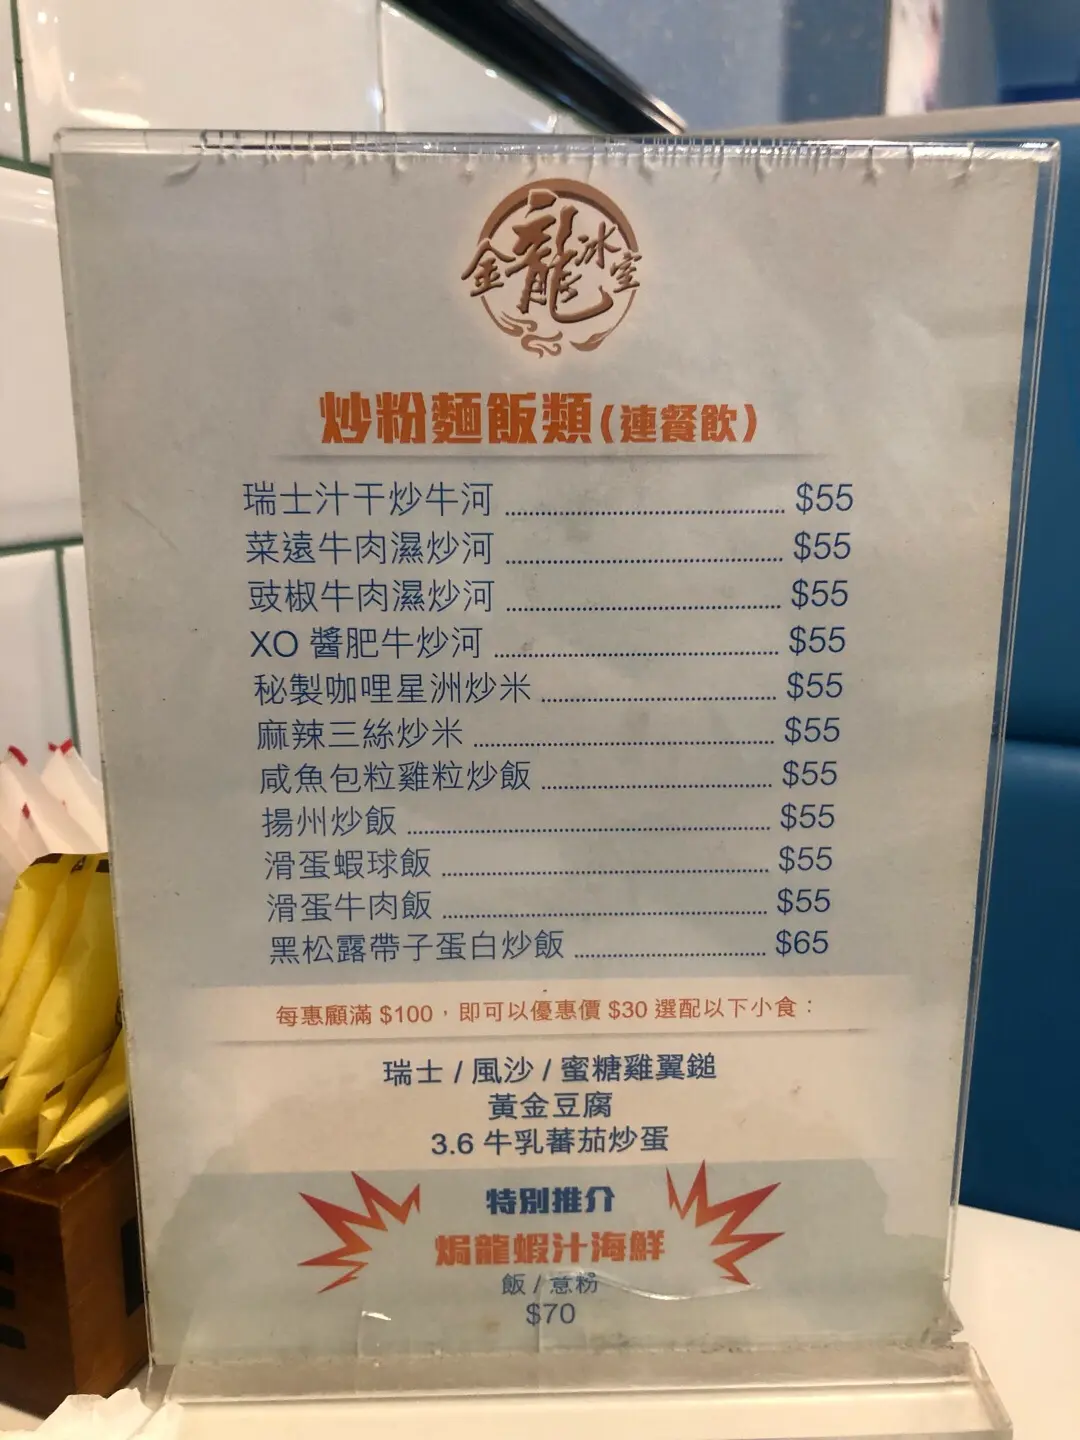 金龍冰室
炒粉麵飯類(連餐飲)
瑞士汁干炒牛河 $55
菜遠牛肉濕炒河 $55
豉椒牛肉濕炒河 $55
XO 醬肥牛炒河 $55
秘製咖哩星洲炒米 $55
麻辣三絲炒米 $55
咸魚包粒雞粒炒飯 $55
揚州炒飯 $55
滑蛋蝦球飯 $55
滑蛋牛肉飯 $55
黑松露帶子蛋白炒飯 $65
每惠顧滿 $100，即可以優惠價 $30 選配以下小食：
瑞士 / 風沙 / 蜜糖雞翼鎚
黃金豆腐
3.6 牛乳蕃茄炒蛋
特別推介
焗龍蝦汁海鮮
飯 / 意粉
$70